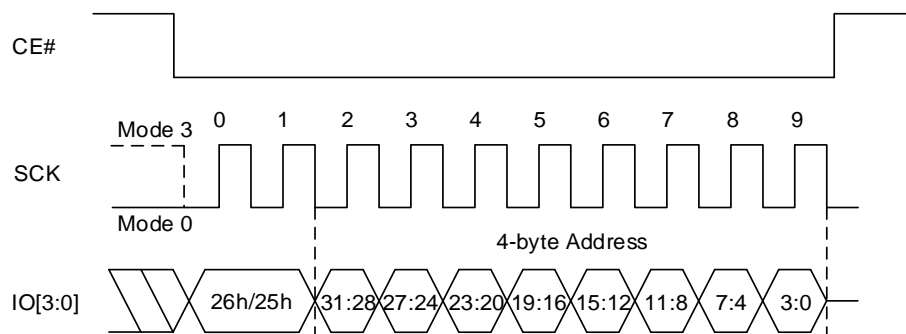 CE#
0 1 2 3 4 5 6 7 8 9
Mode 3
SCK
Mode 0
4-byte Address
IO[3:0] 26h/25h 31:28 27:24 23:20 19:16 15:12 11:8 7:4 3:0